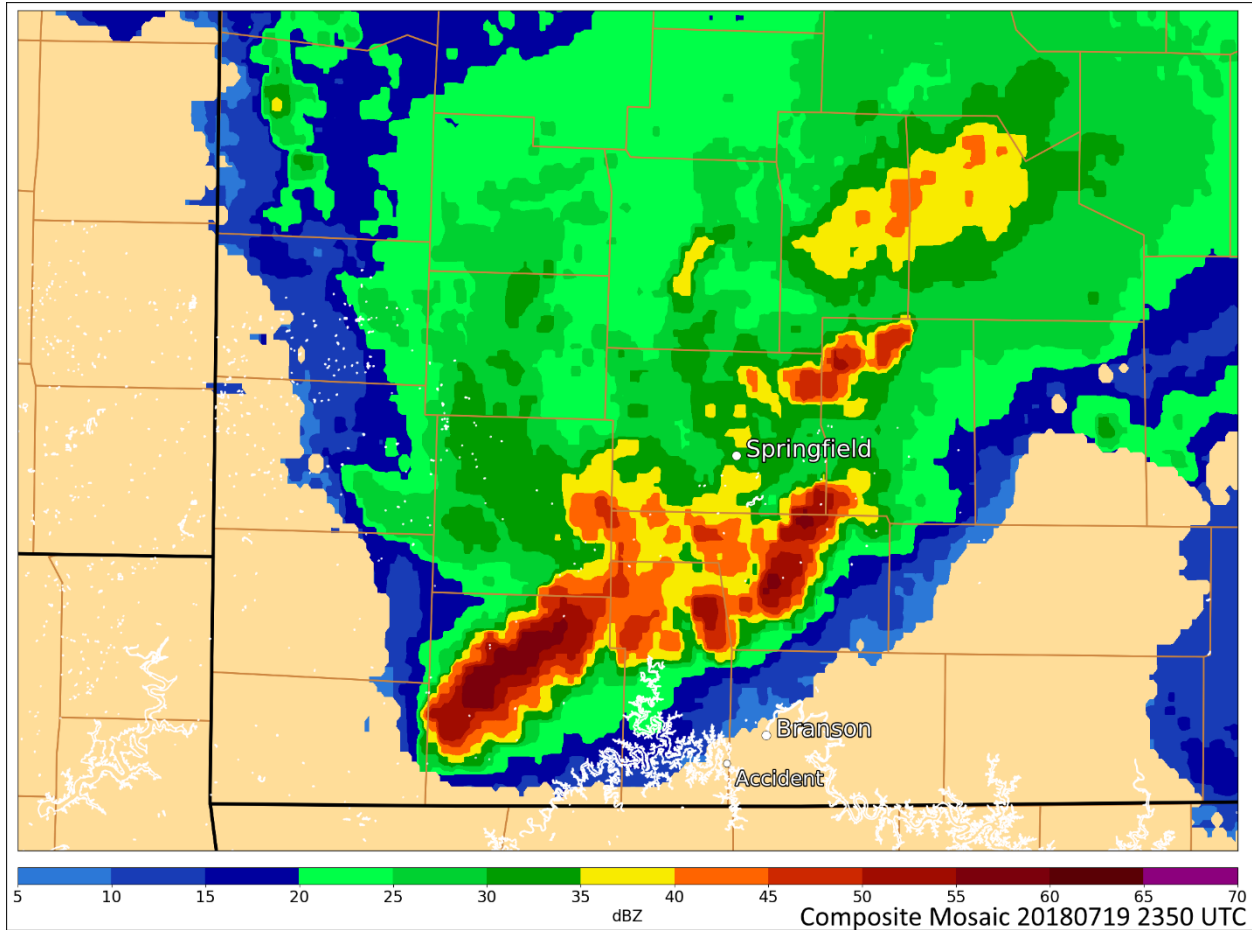 Springfield
Branson
Accident
5 10 15 20 25 30 35 40 45 50 55 60 65 70
dBZ
Composite Mosaic 20180719 2350 UTC